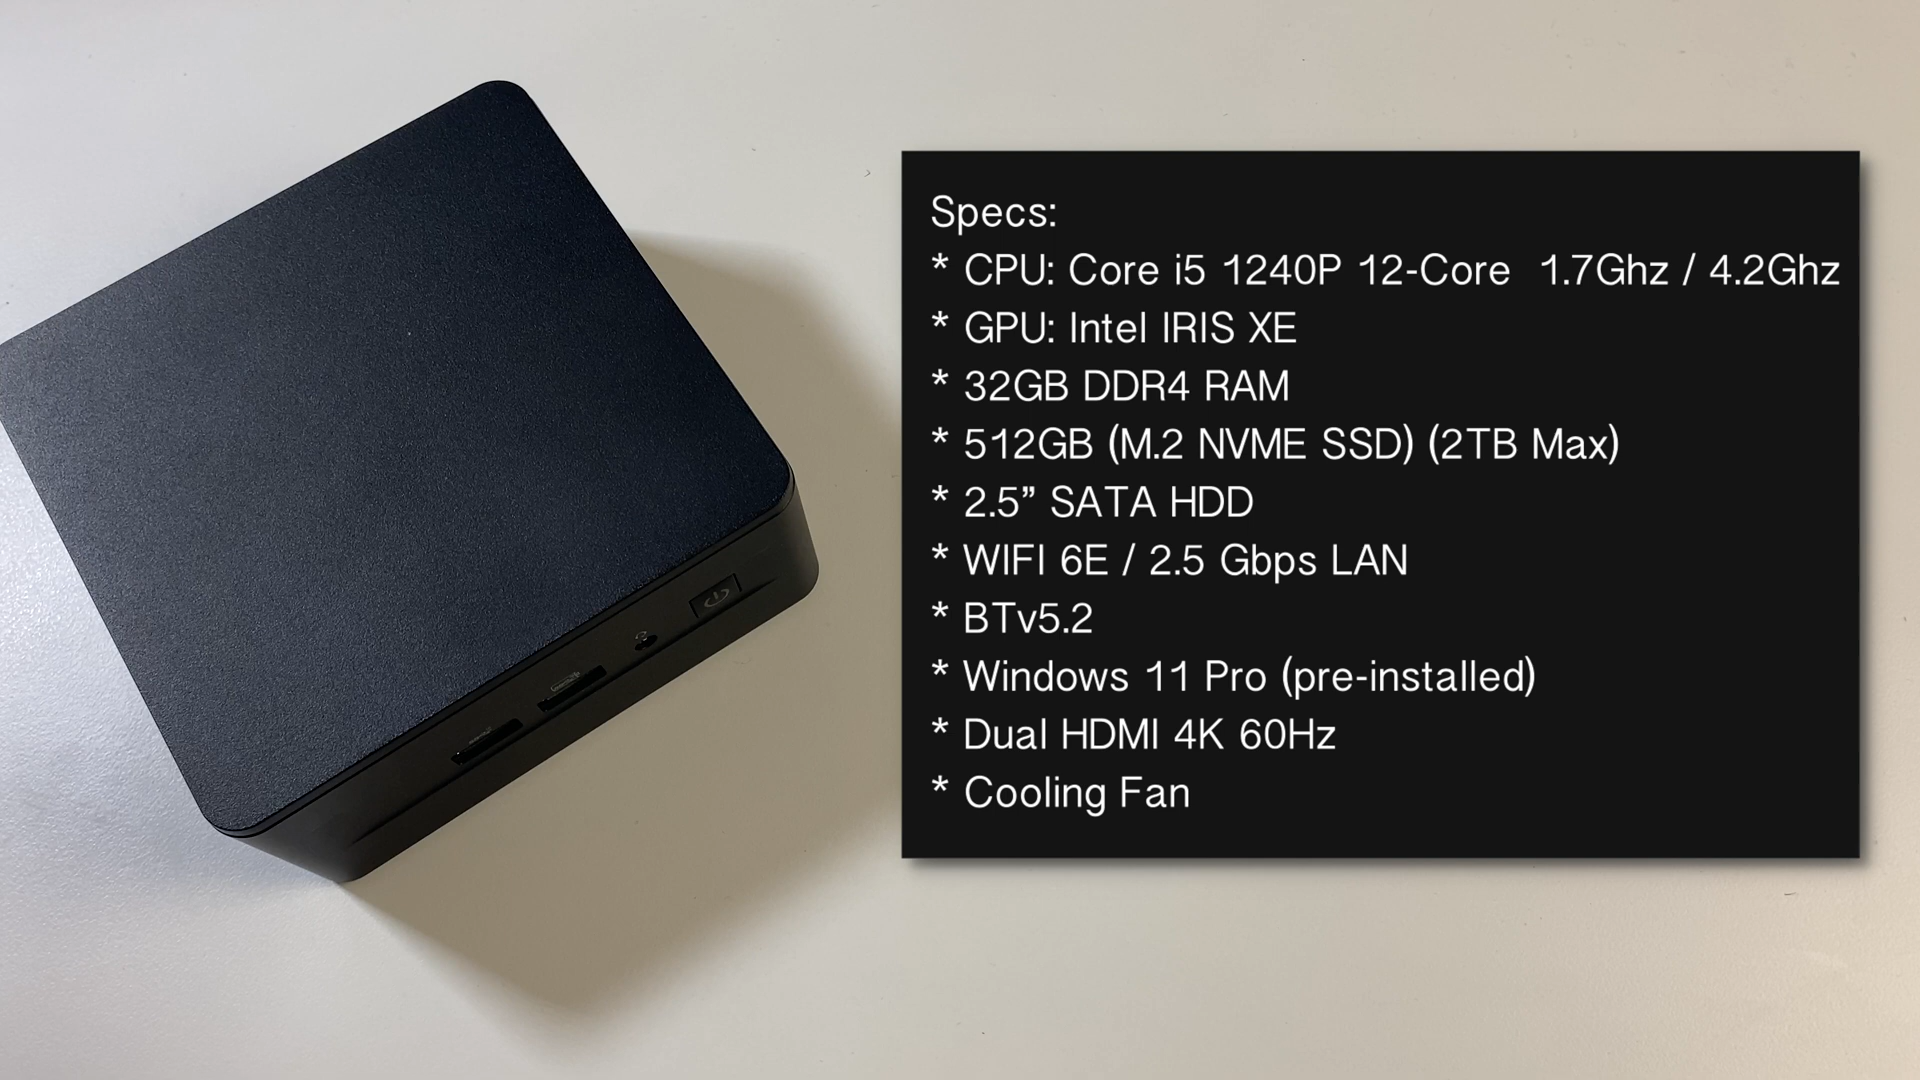 Specs:
* CPU: Core i5 1240P 12-Core  1.7Ghz / 4.2Ghz
* GPU: Intel IRIS XE
* 32GB DDR4 RAM
* 512GB (M.2 NVME SSD) (2TB Max)
* 2.5” SATA HDD
* WIFI 6E / 2.5 Gbps LAN
* BTv5.2
* Windows 11 Pro (pre-installed)
* Dual HDMI 4K 60Hz
* Cooling Fan